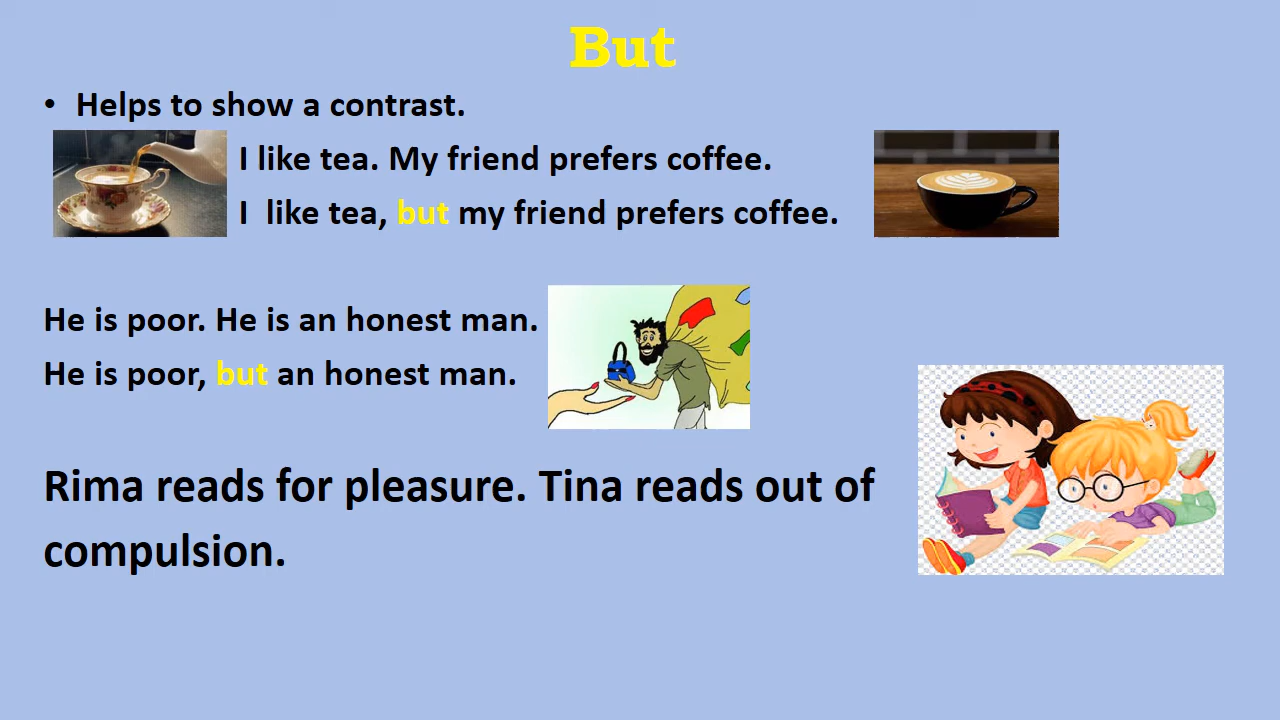 But
• Helps to show a contrast.
I like tea. My friend prefers coffee.
I  like tea, but my friend prefers coffee.
He is poor. He is an honest man.
He is poor, but an honest man.
Rima reads for pleasure. Tina reads out of
compulsion.